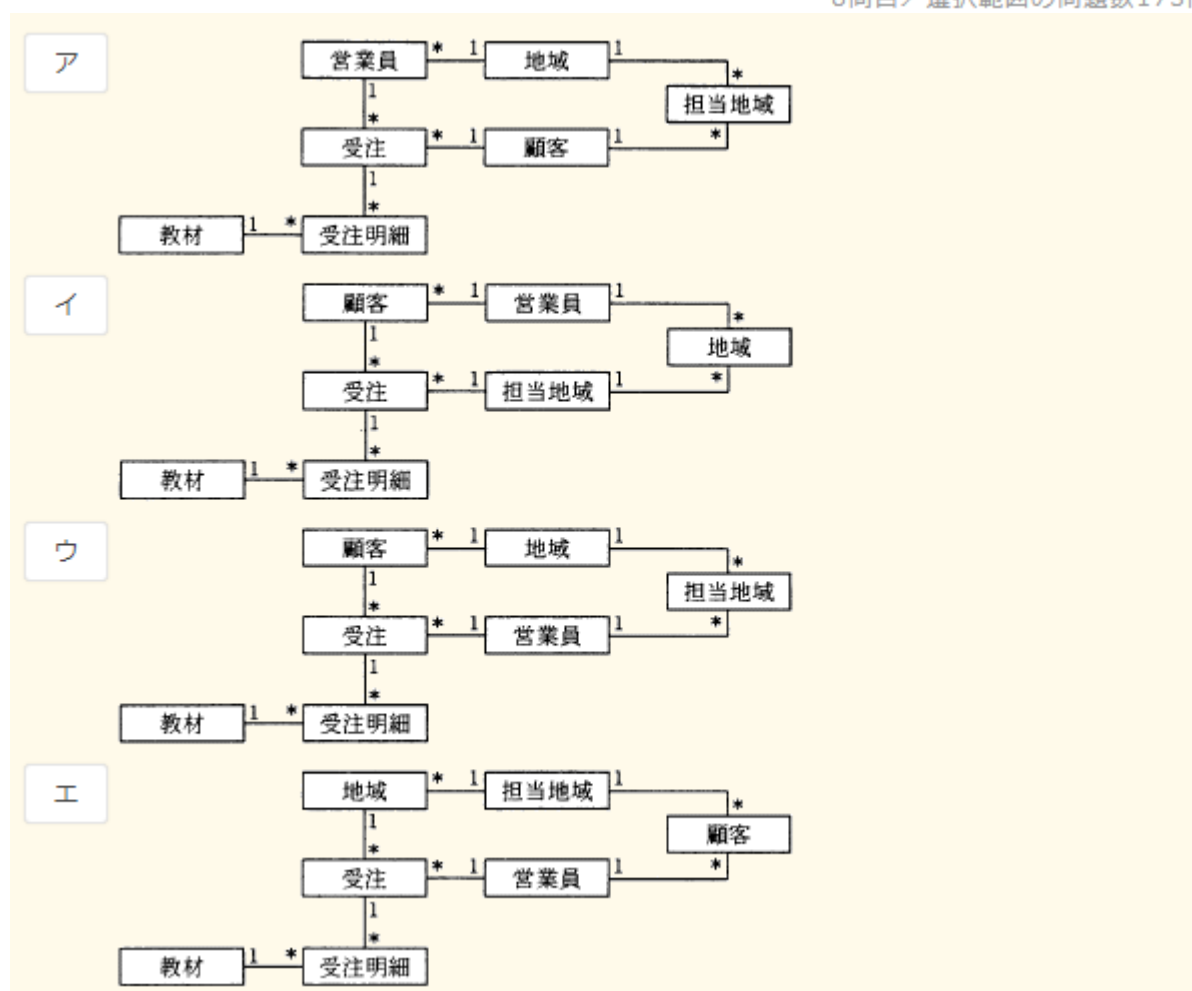 ア
営業員 * 1 地域 1
1 *
* 担当地域
受注 * 1 顧客 1 *
1
*
教材 1 * 受注明細
イ
顧客 * 1 営業員 1
1 *
* 地域
受注 * 1 担当地域 1 *
1
*
教材 1 * 受注明細
ウ
顧客 * 1 地域 1
1 *
* 担当地域
受注 * 1 営業員 1 *
1
*
教材 1 * 受注明細
エ
地域 * 1 担当地域 1
1 *
* 顧客
受注 * 1 営業員 1 *
1
*
教材 1 * 受注明細